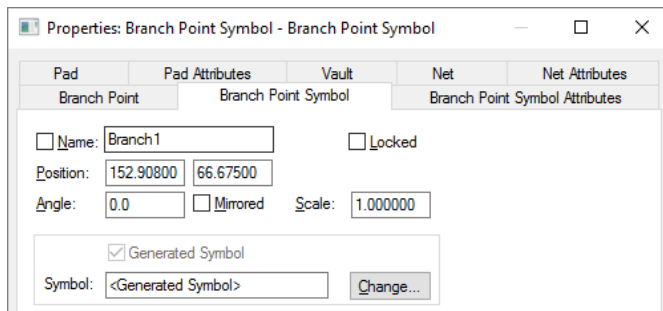 Properties: Branch Point Symbol - Branch Point Symbol
Pad Pad Attributes Vault Net Net Attributes
Branch Point Branch Point Symbol Branch Point Symbol Attributes
Name: Branch1 Locked
Position: 152.90800 66.67500
Angle: 0.0 Mirrored Scale: 1.000000
Generated Symbol
Symbol: <Generated Symbol> Change...